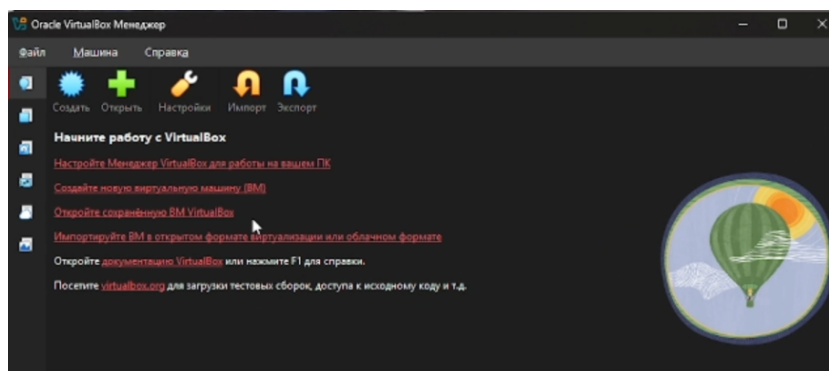 Oracle VirtualBox Менеджер
Файл Машина Справка
Создать Открыть Настройки Импорт Экспорт
Начните работу с VirtualBox
Настройте Менеджер VirtualBox для работы на вашем ПК
Создайте новую виртуальную машину (ВМ)
Откройте сохранённую ВМ VirtualBox
Импортируйте ВМ в открытом формате виртуализации или облачном формате
Откройте документацию VirtualBox или нажмите F1 для справки.
Посетите virtualbox.org для загрузки тестовых сборок, доступа к исходному коду и т.д.